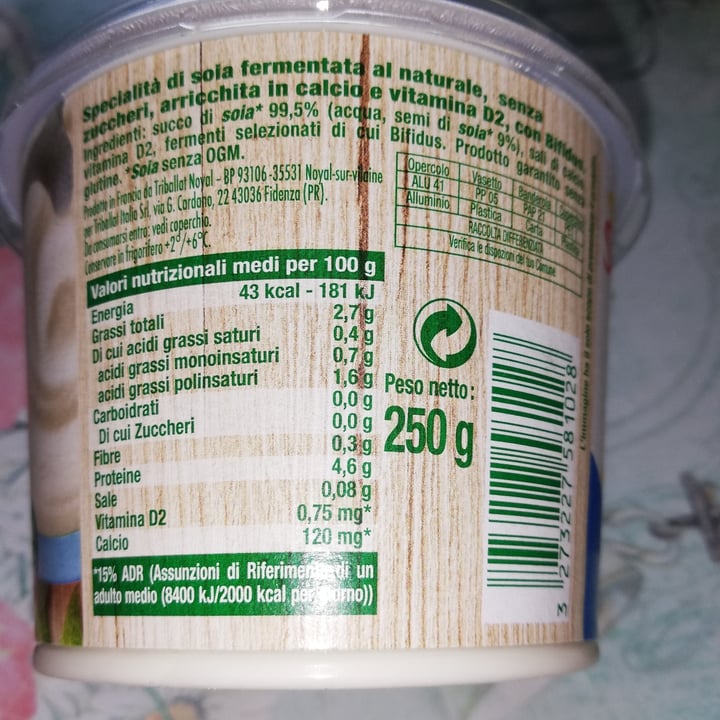 Specialità di soia fermentata al naturale, senza
zuccheri, arricchita in calcio e vitamina D2, con Bifidus.
Ingredienti: succo di soia* 99,5% (acqua, semi di soia* 9%), sali di calcio,
vitamina D2, fermenti selezionati di cui Bifidus. Prodotto garantito senza
glutine. *Soia senza OGM.
Prodotto in Francia da Triballat Noyal - BP 93106 -35531 Noyal-sur-vilaine
per Triballat Italia Srl. via G. Cardano, 22 43036 Fidenza (PR).
Da consumarsi entro: vedi coperchio.
Conservare in frigorifero +2°/+6°C.
Opercolo Vasetto
ALU 41 PP 05 PAP 21
Alluminio Plastica Carta
RACCOLTA DIFFERENZIATA
Verifica le disposizioni del tuo Comune
Valori nutrizionali medi per 100 g
Energia 43 kcal - 181 kJ
Grassi totali 2,7 g
Di cui acidi grassi saturi 0,4 g
acidi grassi monoinsaturi 0,7 g
acidi grassi polinsaturi 1,6 g
Carboidrati 0,0 g
Di cui Zuccheri 0,0 g
Fibre 0,3 g
Proteine 4,6 g
Sale 0,08 g
Vitamina D2 0,75 mg*
Calcio 120 mg*
*15% ADR (Assunzioni di Riferimento di un
adulto medio (8400 kJ/2000 kcal per giorno))
Peso netto:
250 g
3 273227 581028
L'immagine ha il solo scopo di